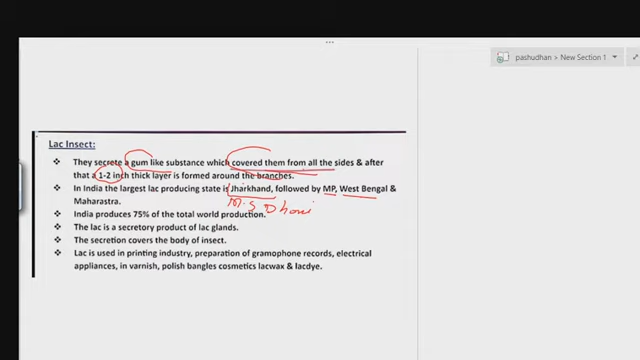 pashudhan > New Section 1
Lac Insect:
They secrete a gum like substance which covered them from all the sides & after
that a 1-2 inch thick layer is formed around the branches.
In India the largest lac producing state is Jharkhand, followed by MP, West Bengal &
Maharastra.
M.S Dhoni
India produces 75% of the total world production.
The lac is a secretory product of lac glands.
The secretion covers the body of insect.
Lac is used in printing industry, preparation of gramophone records, electrical
appliances, in varnish, polish bangles cosmetics lacwax & lacdye.